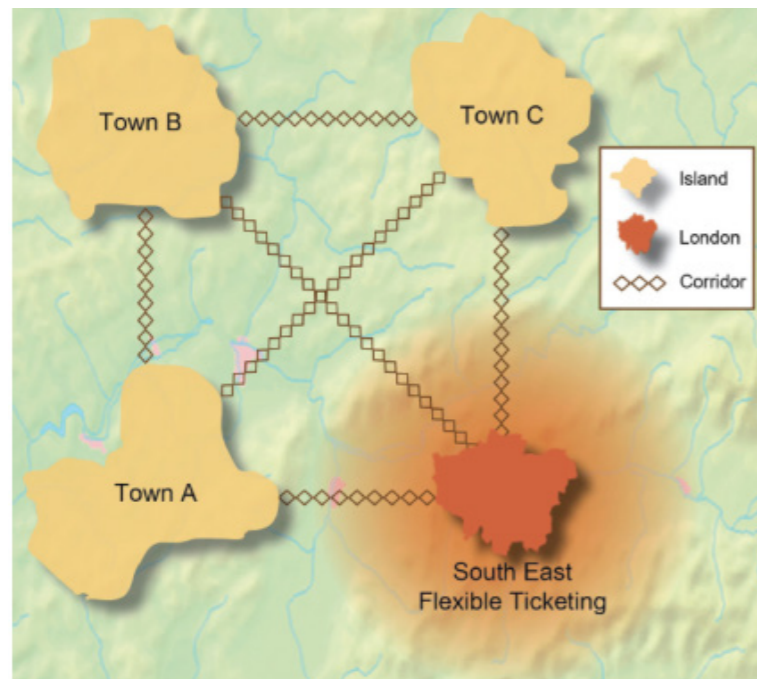 Town B
Town C
Island
London
Corridor
Town A
South East
Flexible Ticketing